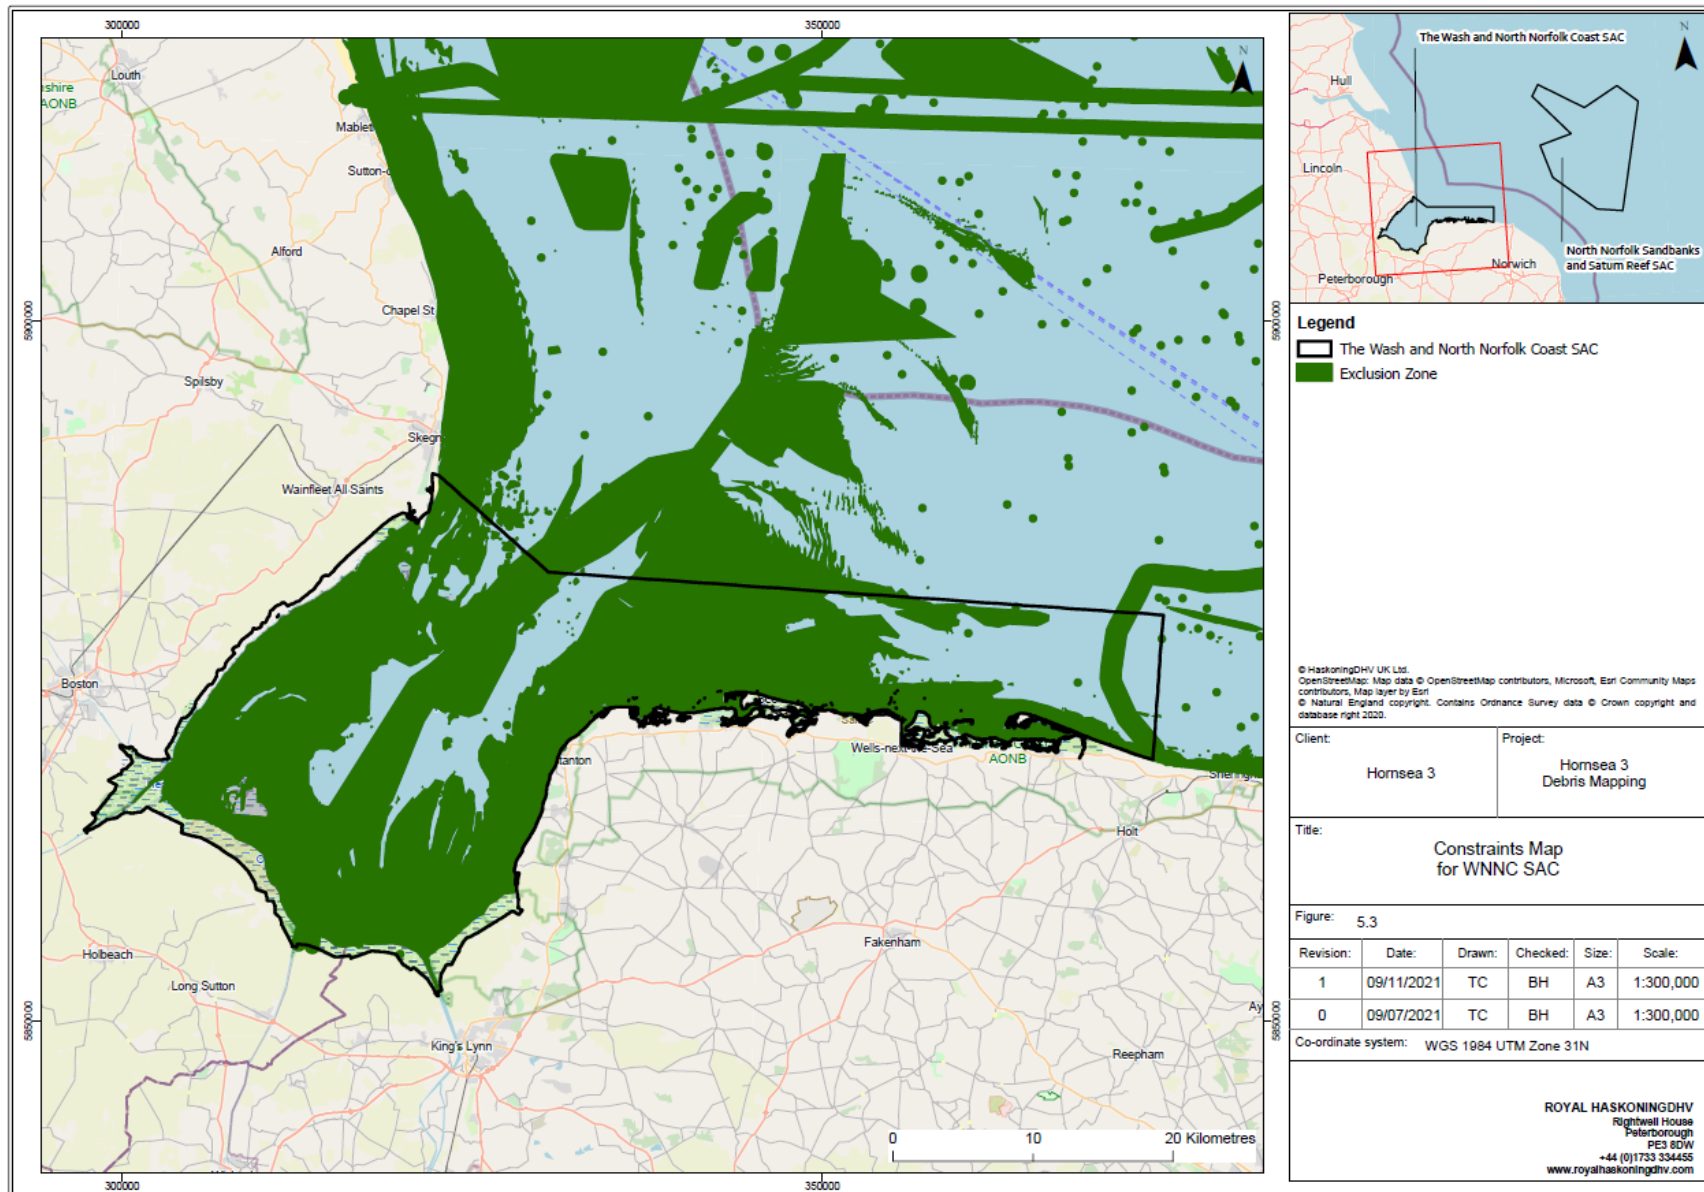 300000
350000
Louth
shire
AONB
Mablet
Sutton-
Alford
Chapel St
Spilsby
Skegn
Wainfleet All Saints
Boston
Holbeach
Long Sutton
King's Lynn
stanton
Wells-next-the-Sea
AONB
Holt
Sheringh
Fakenham
Reepham
Ay
N
5900000
5900000
5850000
5850000
0
10
20 Kilometres
300000
350000
The Wash and North Norfolk Coast SAC
N
Hull
Lincoln
Peterborough
Norwich
North Norfolk Sandbanks
and Saturn Reef SAC
Legend
The Wash and North Norfolk Coast SAC
Exclusion Zone
© HaskoningDHV UK Ltd.
OpenStreetMap: Map data © OpenStreetMap contributors, Microsoft, Esri Community Maps
contributors, Map layer by Esri
© Natural England copyright. Contains Ordnance Survey data © Crown copyright and
database right 2020.
Client:
Hornsea 3
Project:
Hornsea 3
Debris Mapping
Title:
Constraints Map
for WNNC SAC
Figure: 5.3
Revision: Date: Drawn: Checked: Size: Scale:
1 09/11/2021 TC BH A3 1:300,000
0 09/07/2021 TC BH A3 1:300,000
Co-ordinate system: WGS 1984 UTM Zone 31N
ROYAL HASKONINGDHV
Rightwell House
Peterborough
PE3 8DW
+44 (0)1733 334455
www.royalhaskoningdhv.com